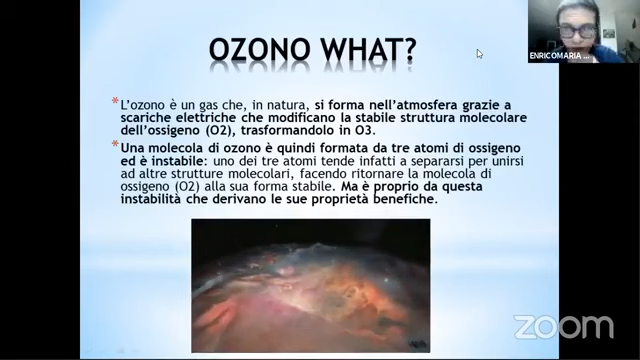 OZONO WHAT?
ENRICOMARIA ...
*L'ozono è un gas che, in natura, si forma nell'atmosfera grazie a
scariche elettriche che modificano la stabile struttura molecolare
dell'ossigeno (O2), trasformandolo in O3.
*Una molecola di ozono è quindi formata da tre atomi di ossigeno
ed è instabile: uno dei tre atomi tende infatti a separarsi per unirsi
ad altre strutture molecolari, facendo ritornare la molecola di
ossigeno (O2) alla sua forma stabile. Ma è proprio da questa
instabilità che derivano le sue proprietà benefiche.
zoom